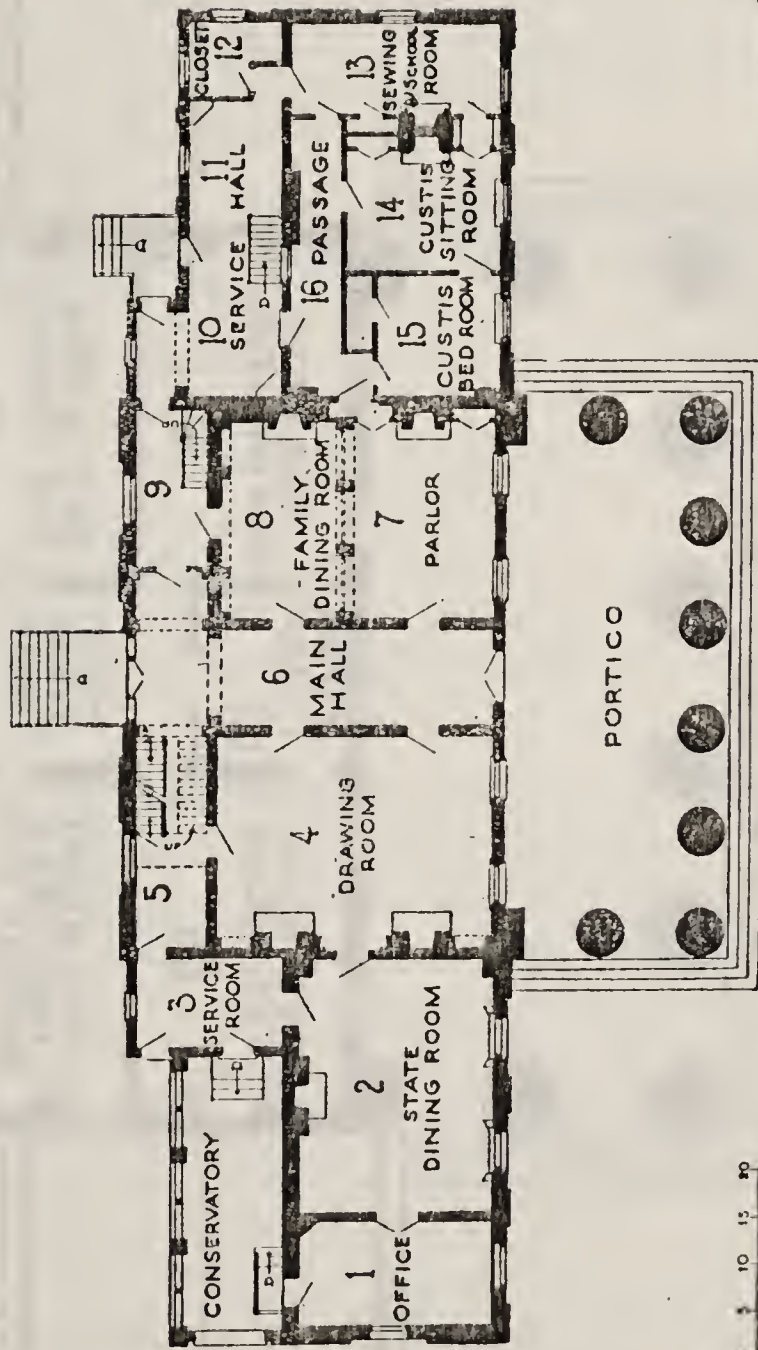 CONSERVATORY
1
OFFICE
2
STATE
DINING ROOM
3
SERVICE
ROOM
4
DRAWING
ROOM
5
6
MAIN
HALL
7
PARLOR
8
FAMILY
DINING ROOM
9
10
11
SERVICE HALL
12
CLOSET
13
SEWING
& SCHOOL
ROOM
14
CUSTIS
SITTING
ROOM
15
CUSTIS
BED ROOM
16 PASSAGE
D
D
D
PORTICO
5 10 15 20